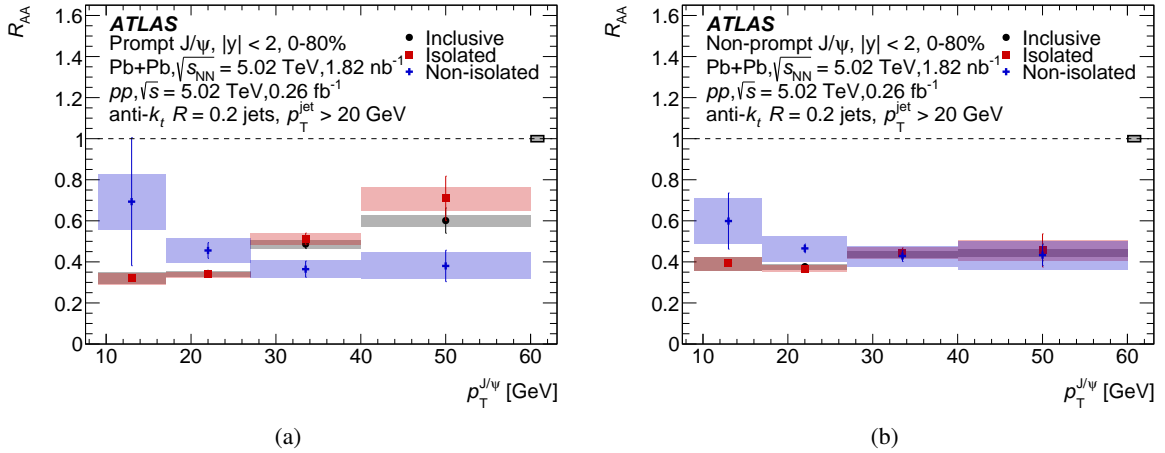 R_AA
1.6
1.4
1.2
1
0.8
0.6
0.4
0.2
0
10 20 30 40 50 60
p_T^{J/ψ} [GeV]
ATLAS
Prompt J/ψ, |y| < 2, 0-80%
Pb+Pb,√s_NN = 5.02 TeV,1.82 nb⁻¹
pp,√s = 5.02 TeV,0.26 fb⁻¹
anti-k_t R = 0.2 jets, p_T^jet > 20 GeV
Inclusive
Isolated
Non-isolated
(a)
R_AA
1.6
1.4
1.2
1
0.8
0.6
0.4
0.2
0
10 20 30 40 50 60
p_T^{J/ψ} [GeV]
ATLAS
Non-prompt J/ψ, |y| < 2, 0-80%
Pb+Pb,√s_NN = 5.02 TeV,1.82 nb⁻¹
pp,√s = 5.02 TeV,0.26 fb⁻¹
anti-k_t R = 0.2 jets, p_T^jet > 20 GeV
Inclusive
Isolated
Non-isolated
(b)